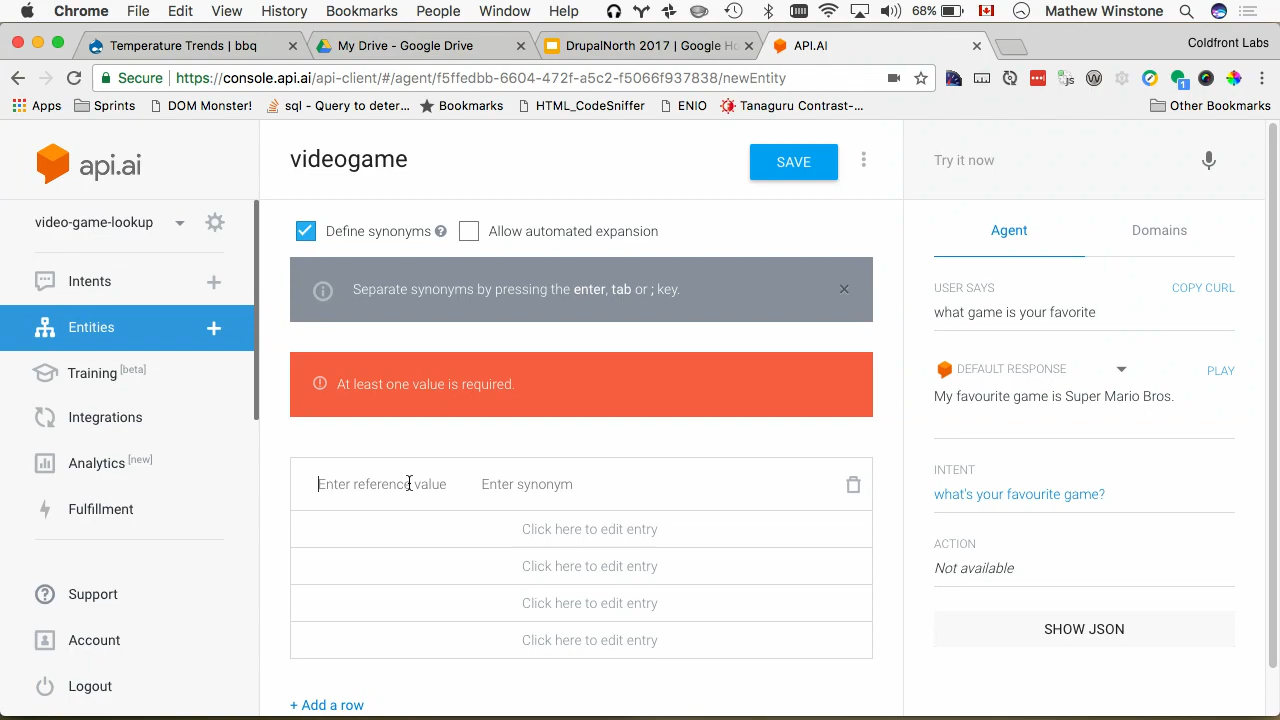 Chrome File Edit View History Bookmarks People Window Help 68% Mathew Winstone
Temperature Trends | bbq × My Drive - Google Drive × DrupalNorth 2017 | Google Ho × API.AI × Coldfront Labs
Secure | https://console.api.ai/api-client/#/agent/f5ffedbb-6604-472f-a5c2-f5066f937838/newEntity
Apps Sprints DOM Monster! sql - Query to deter... Bookmarks HTML_CodeSniffer ENIO Tanaguru Contrast-... Other Bookmarks
api.ai
video-game-lookup
Intents
Entities
Training [beta]
Integrations
Analytics [new]
Fulfillment
Support
Account
Logout
videogame
SAVE
Define synonyms Allow automated expansion
Separate synonyms by pressing the enter, tab or ; key.
At least one value is required.
Enter reference value Enter synonym
Click here to edit entry
Click here to edit entry
Click here to edit entry
Click here to edit entry
+ Add a row
Try it now
Agent Domains
USER SAYS COPY CURL
what game is your favorite
DEFAULT RESPONSE PLAY
My favourite game is Super Mario Bros.
INTENT
what's your favourite game?
ACTION
Not available
SHOW JSON